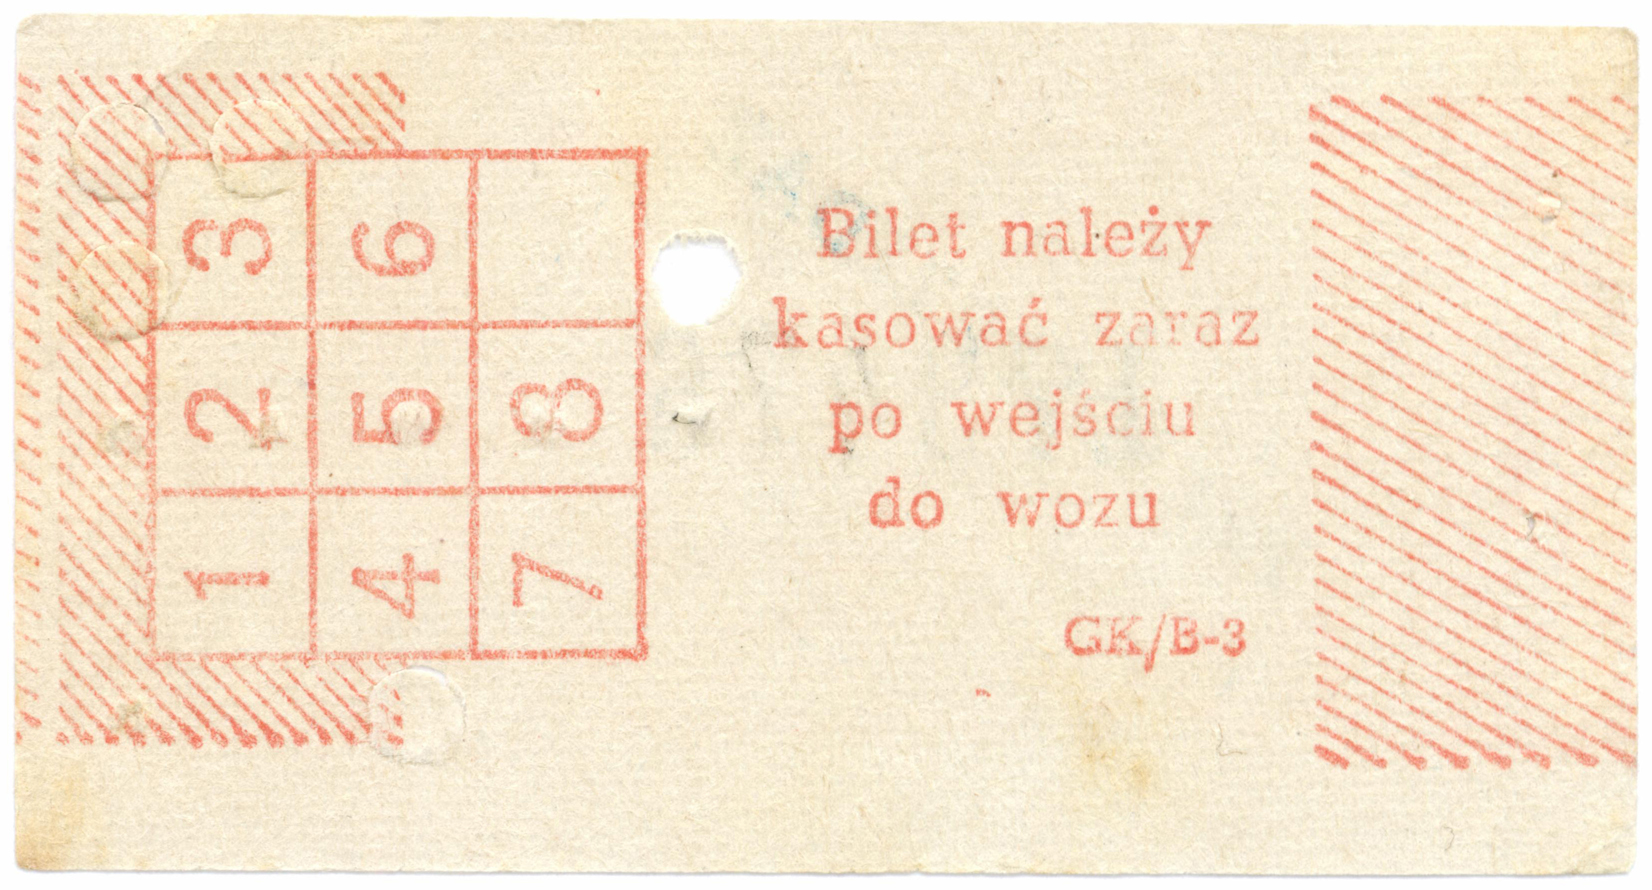 3 6
2 5 8
1 4 7
Bilet należy
kasować zaraz
po wejściu
do wozu
GK/B-3